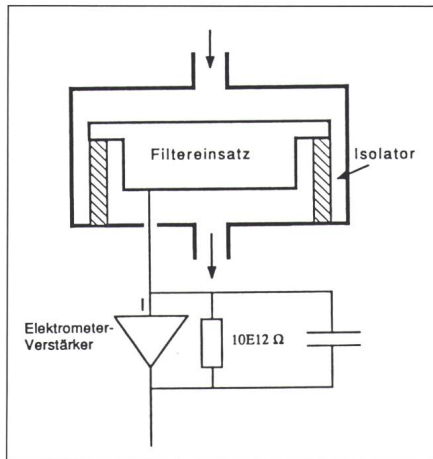 Filtereinsatz
Isolator
I
Elektrometer-
Verstärker
10E12 Ω